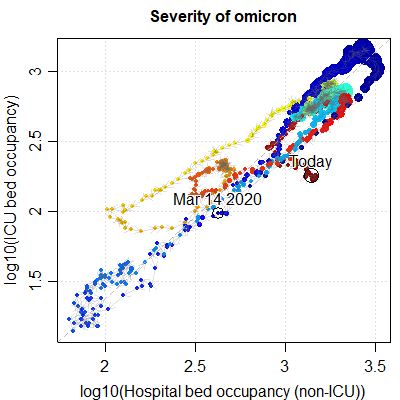 Severity of omicron
log10(ICU bed occupancy)
3
2.5
2
1.5
Today
Mar 14 2020
2
2.5
3
3.5
log10(Hospital bed occupancy (non-ICU))